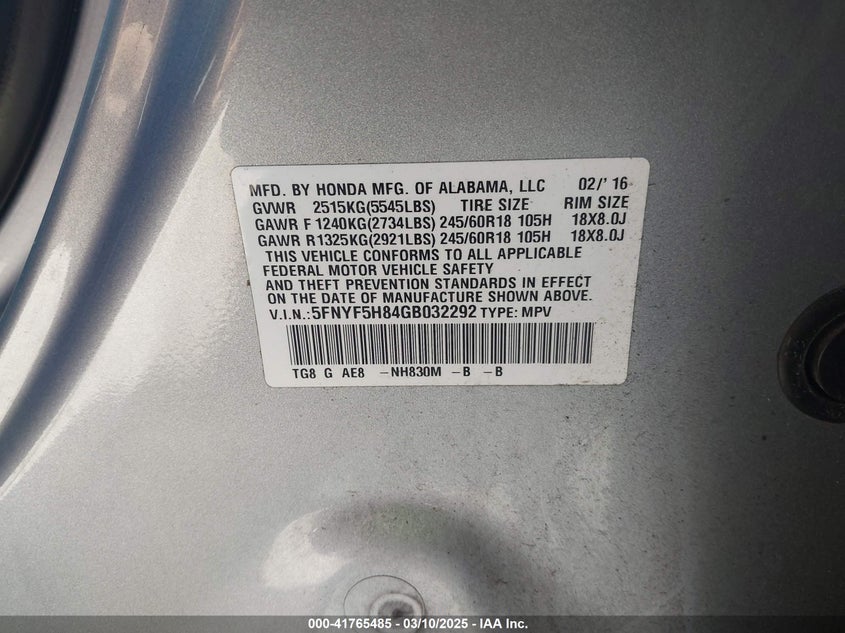 MFD. BY HONDA MFG. OF ALABAMA, LLC 02/' 16
GVWR 2515KG(5545LBS) TIRE SIZE RIM SIZE
GAWR F 1240KG(2734LBS) 245/60R18 105H 18X8.0J
GAWR R1325KG(2921LBS) 245/60R18 105H 18X8.0J
THIS VEHICLE CONFORMS TO ALL APPLICABLE
FEDERAL MOTOR VEHICLE SAFETY
AND THEFT PREVENTION STANDARDS IN EFFECT
ON THE DATE OF MANUFACTURE SHOWN ABOVE.
V.I.N.:5FNYF5H84GB032292 TYPE: MPV
TG8 G AE8 -NH830M -B -B
000-41765485 - 03/10/2025 - IAA Inc.